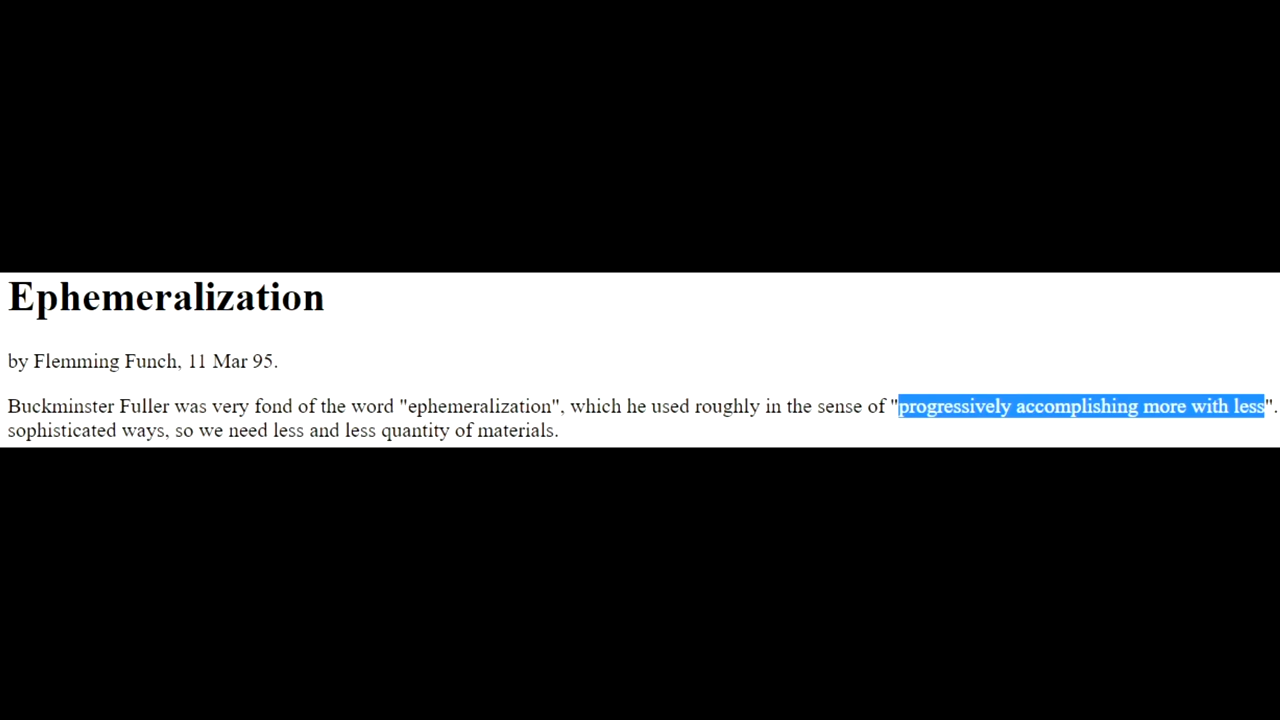 Ephemeralization
by Flemming Funch, 11 Mar 95.
Buckminster Fuller was very fond of the word "ephemeralization", which he used roughly in the sense of "progressively accomplishing more with less".
sophisticated ways, so we need less and less quantity of materials.